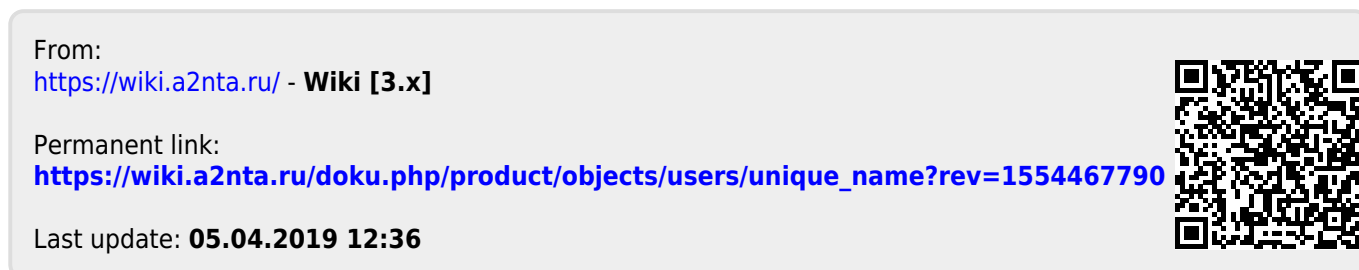 From:
https://wiki.a2nta.ru/ - Wiki [3.x]
Permanent link:
https://wiki.a2nta.ru/doku.php/product/objects/users/unique_name?rev=1554467790
Last update: 05.04.2019 12:36